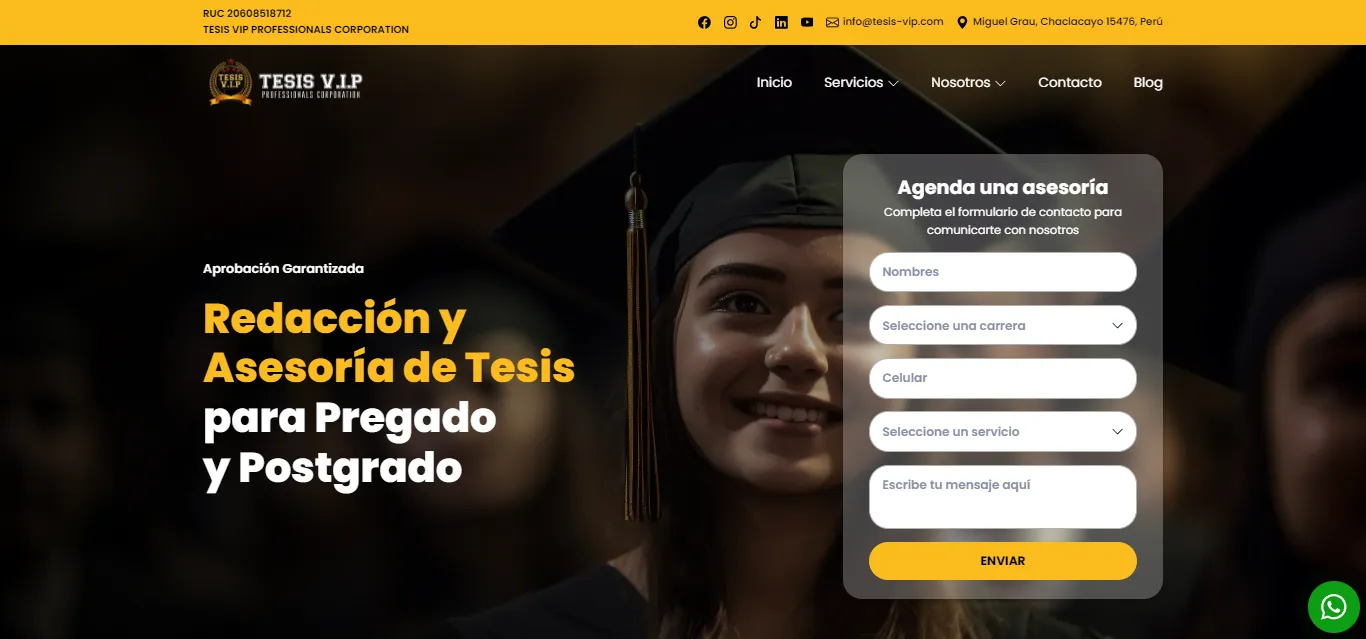 RUC 20608518712
TESIS VIP PROFESSIONALS CORPORATION
info@tesis-vip.com
Miguel Grau, Chaclacayo 15476, Perú
TESIS V.I.P
TESIS V.I.P
PROFESSIONALS CORPORATION
Inicio
Servicios
Nosotros
Contacto
Blog
Aprobación Garantizada
Redacción y
Asesoría de Tesis
para Pregado
y Postgrado
Agenda una asesoría
Completa el formulario de contacto para
comunicarte con nosotros
Nombres
Seleccione una carrera
Celular
Seleccione un servicio
Escribe tu mensaje aquí
ENVIAR